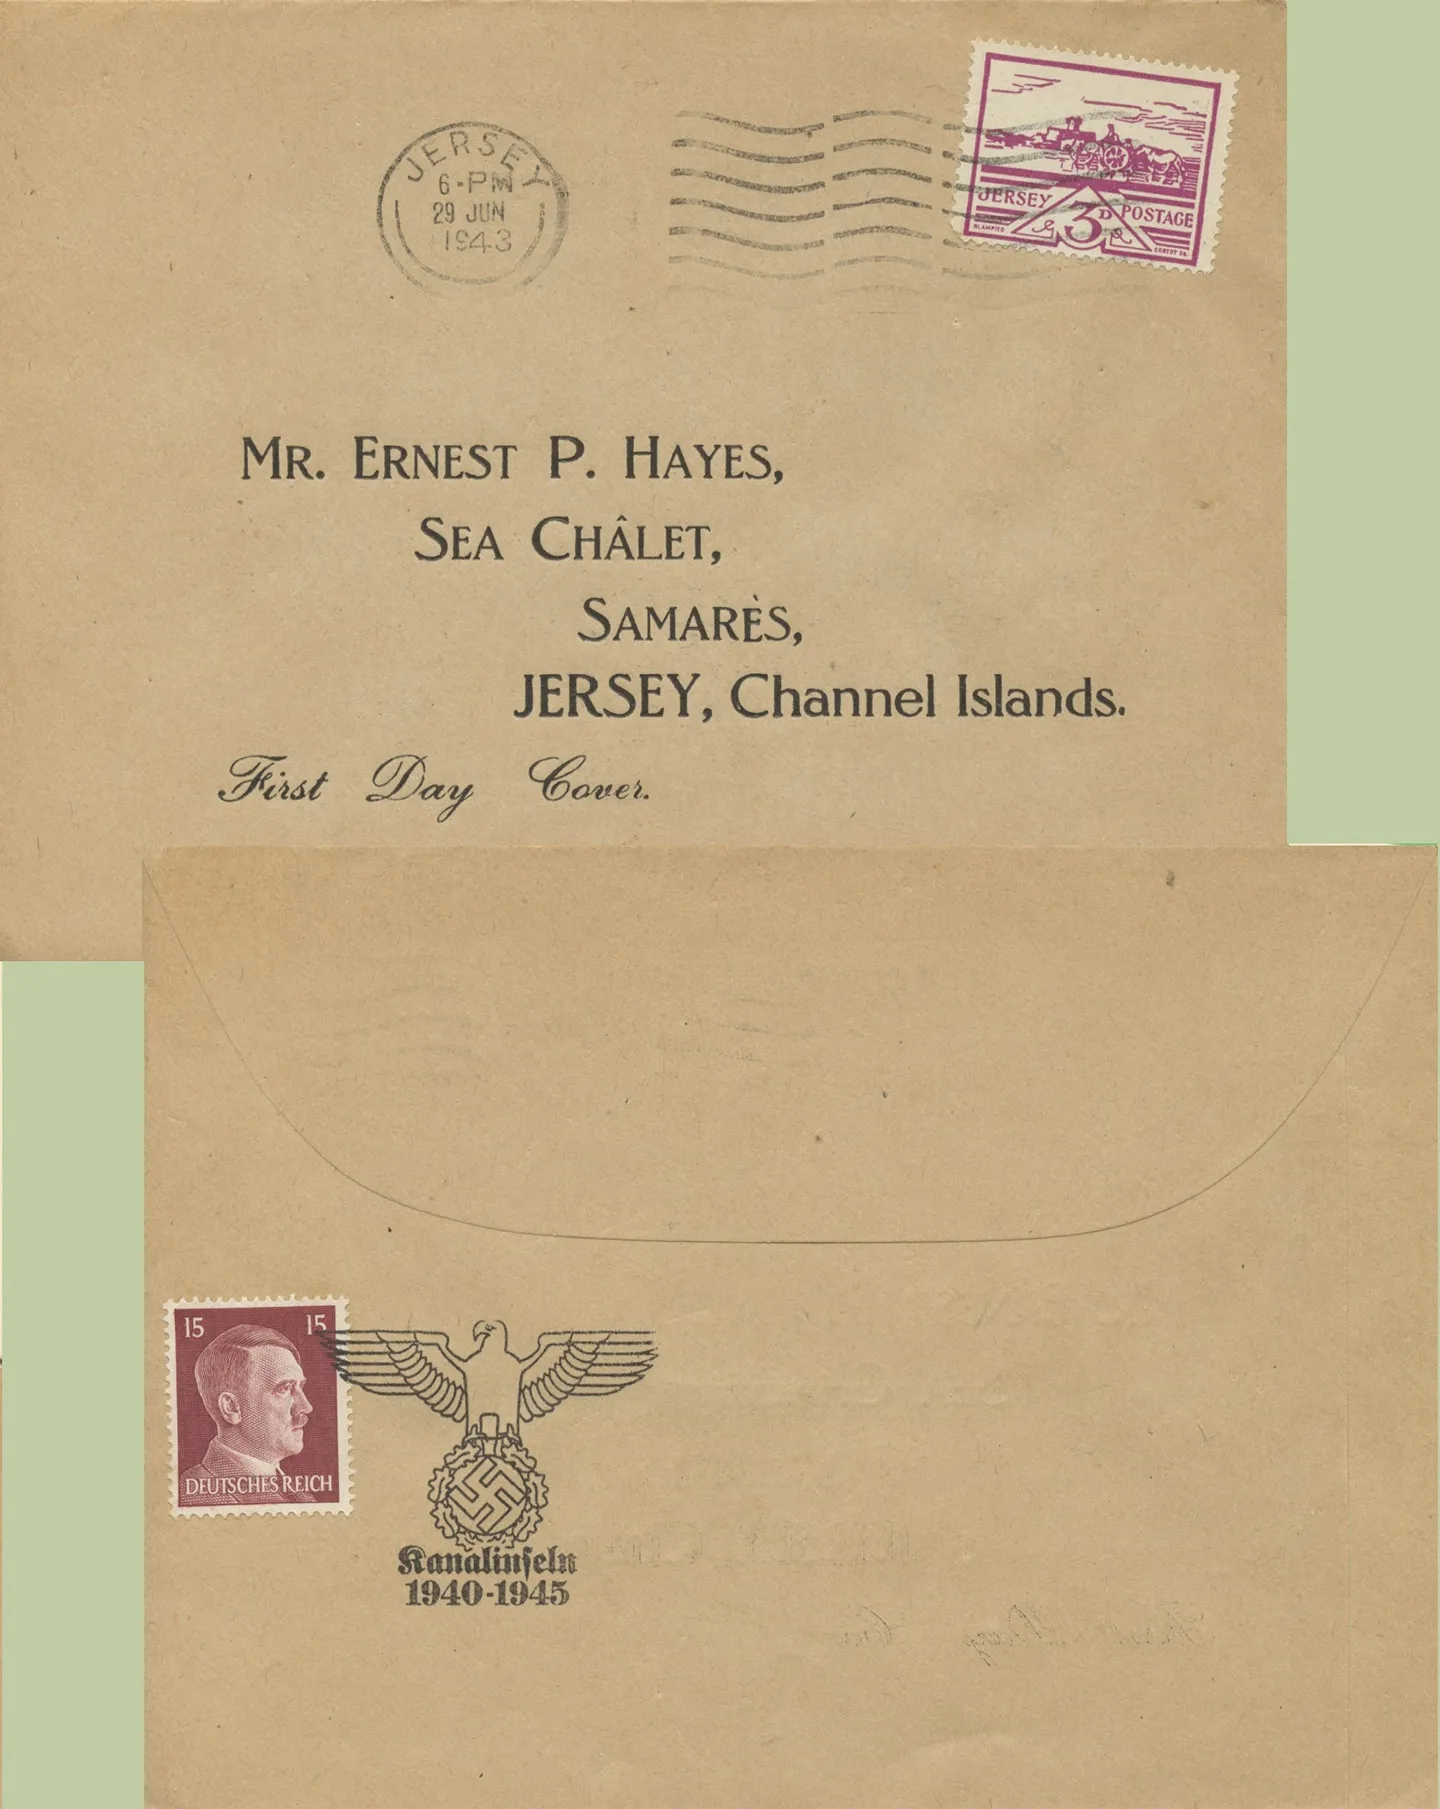 JERSEY
6-PM
29 JUN
1943
JERSEY 3D POSTAGE
BLAMPIED
MR. ERNEST P. HAYES,
SEA CHÂLET,
SAMARÈS,
JERSEY, Channel Islands.
First Day Cover.
15 15
DEUTSCHES REICH
Kanalinseln
1940-1945